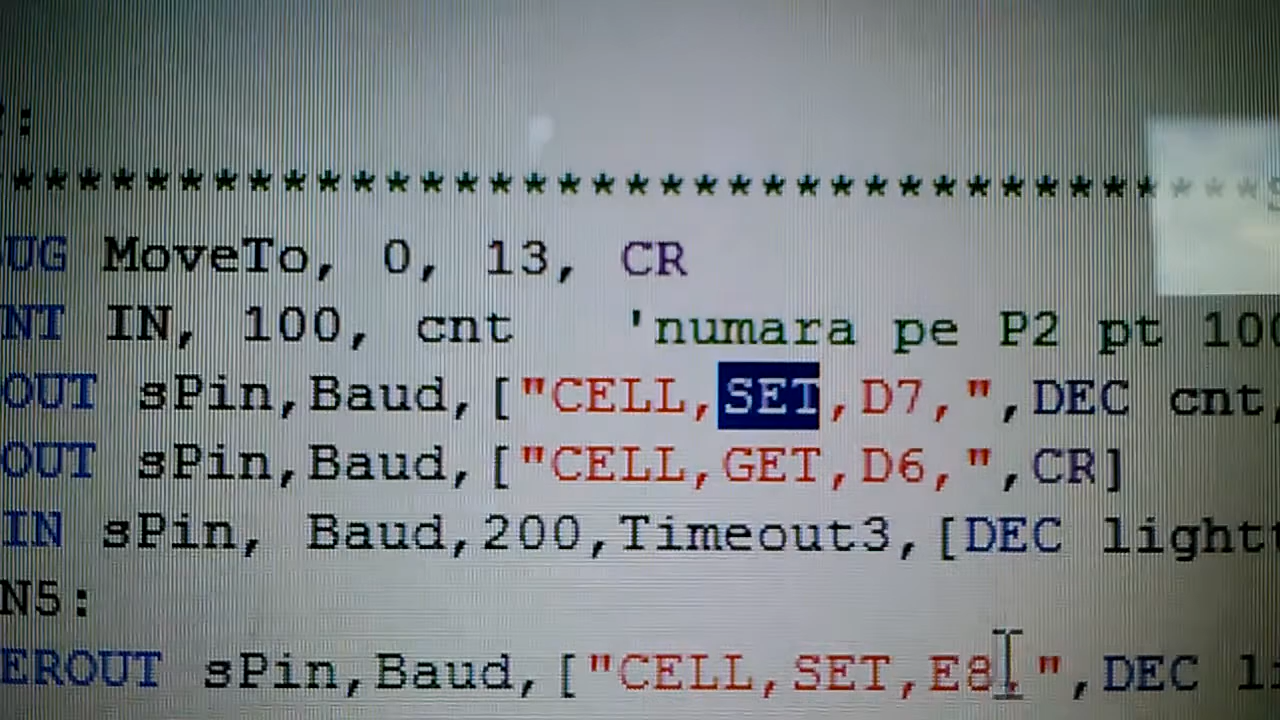 :
************************************
UG MoveTo, 0, 13, CR
NT IN, 100, cnt 'numara pe P2 pt 100
OUT sPin,Baud,["CELL,SET,D7,",DEC cnt,
OUT sPin,Baud,["CELL,GET,D6,",CR]
IN sPin, Baud,200,Timeout3,[DEC light
N5:
EROUT sPin,Baud,["CELL,SET,E8,",DEC li